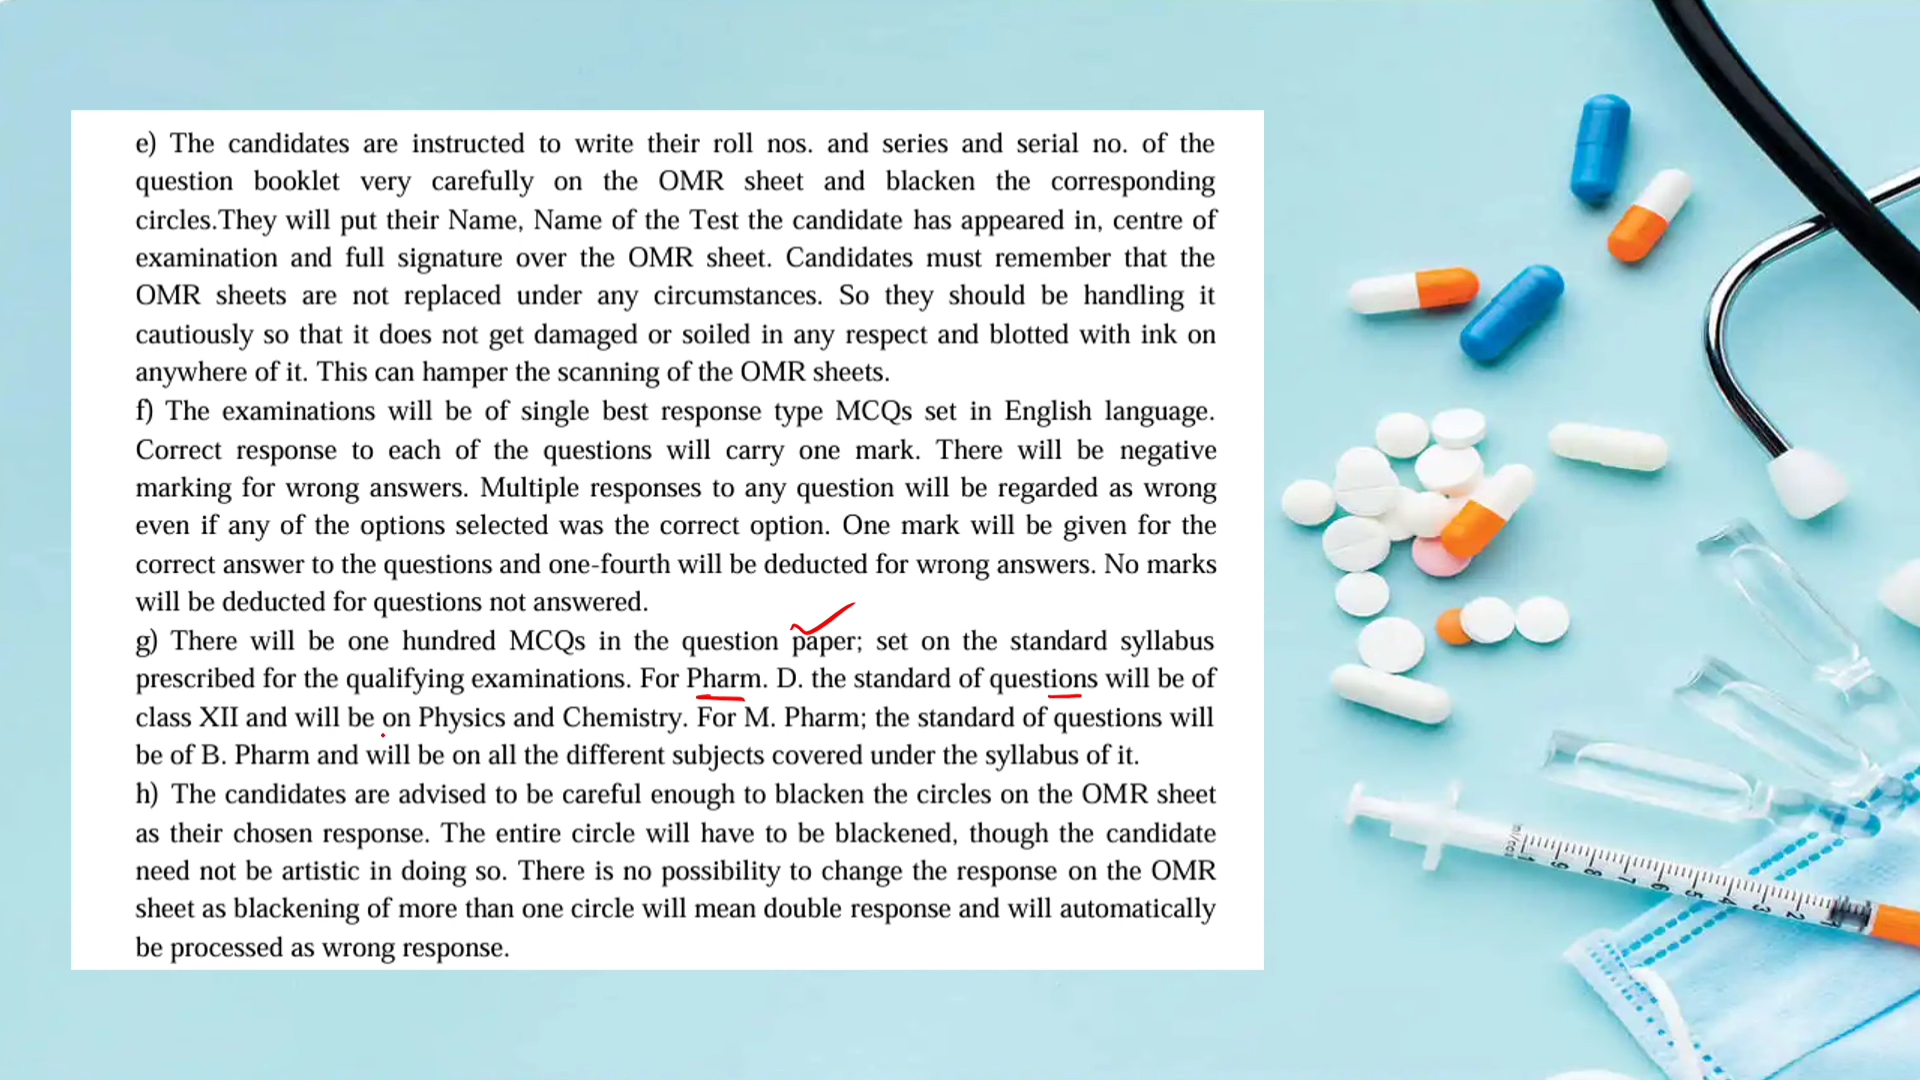 e) The candidates are instructed to write their roll nos. and series and serial no. of the
question booklet very carefully on the OMR sheet and blacken the corresponding
circles.They will put their Name, Name of the Test the candidate has appeared in, centre of
examination and full signature over the OMR sheet. Candidates must remember that the
OMR sheets are not replaced under any circumstances. So they should be handling it
cautiously so that it does not get damaged or soiled in any respect and blotted with ink on
anywhere of it. This can hamper the scanning of the OMR sheets.
f) The examinations will be of single best response type MCQs set in English language.
Correct response to each of the questions will carry one mark. There will be negative
marking for wrong answers. Multiple responses to any question will be regarded as wrong
even if any of the options selected was the correct option. One mark will be given for the
correct answer to the questions and one-fourth will be deducted for wrong answers. No marks
will be deducted for questions not answered.
g) There will be one hundred MCQs in the question paper; set on the standard syllabus
prescribed for the qualifying examinations. For Pharm. D. the standard of questions will be of
class XII and will be on Physics and Chemistry. For M. Pharm; the standard of questions will
be of B. Pharm and will be on all the different subjects covered under the syllabus of it.
h) The candidates are advised to be careful enough to blacken the circles on the OMR sheet
as their chosen response. The entire circle will have to be blackened, though the candidate
need not be artistic in doing so. There is no possibility to change the response on the OMR
sheet as blackening of more than one circle will mean double response and will automatically
be processed as wrong response.